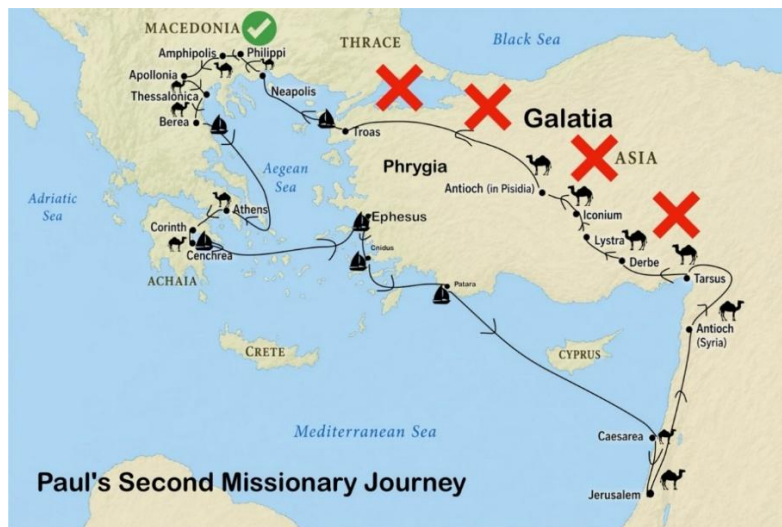 MACEDONIA
THRACE
Black Sea
Amphipolis
Philippi
Apollonia
Neapolis
Thessalonica
Berea
Troas
Galatia
Phrygia
ASIA
Aegean
Sea
Adriatic
Sea
Antioch (in Pisidia)
Iconium
Lystra
Derbe
Tarsus
Ephesus
Athens
Corinth
Cenchrea
Cnidus
Patara
ACHAIA
Antioch
(Syria)
CRETE
CYPRUS
Mediterranean Sea
Caesarea
Jerusalem
Paul's Second Missionary Journey